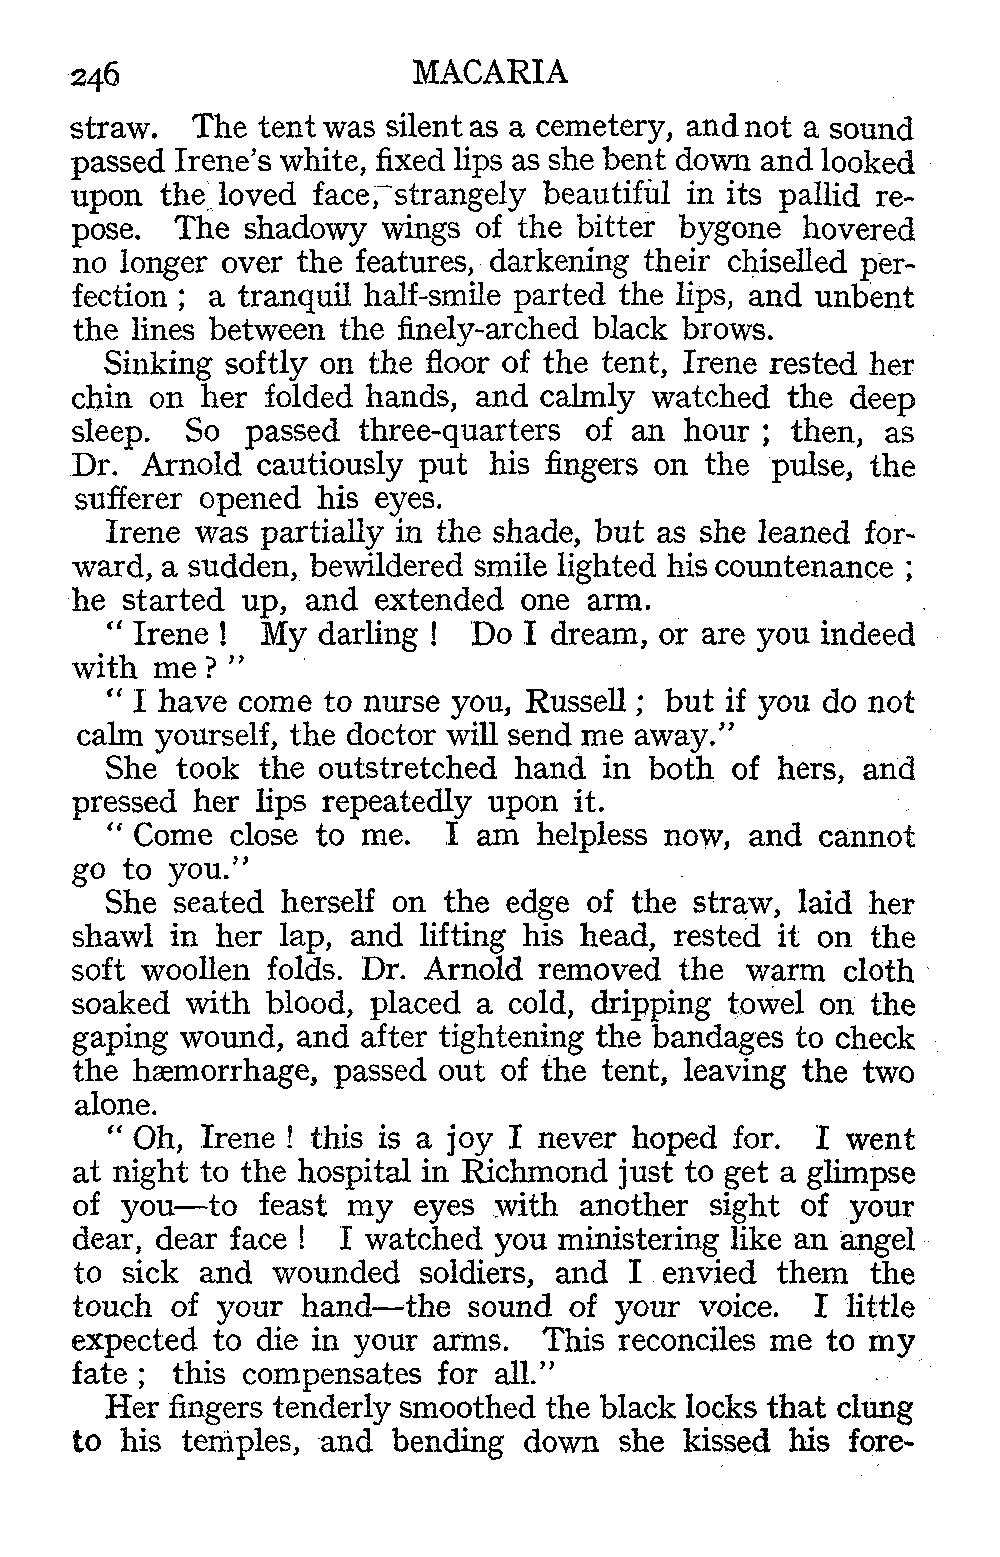 246 MACARIA
straw. The tent was silent as a cemetery, and not a sound
passed Irene's white, fixed lips as she bent down and looked
upon the loved face, strangely beautiful in its pallid re-
pose. The shadowy wings of the bitter bygone hovered
no longer over the features, darkening their chiselled per-
fection ; a tranquil half-smile parted the lips, and unbent
the lines between the finely-arched black brows.
Sinking softly on the floor of the tent, Irene rested her
chin on her folded hands, and calmly watched the deep
sleep. So passed three-quarters of an hour ; then, as
Dr. Arnold cautiously put his fingers on the pulse, the
sufferer opened his eyes.
Irene was partially in the shade, but as she leaned for-
ward, a sudden, bewildered smile lighted his countenance ;
he started up, and extended one arm.
“ Irene ! My darling ! Do I dream, or are you indeed
with me ? ”
“ I have come to nurse you, Russell ; but if you do not
calm yourself, the doctor will send me away.”
She took the outstretched hand in both of hers, and
pressed her lips repeatedly upon it.
“ Come close to me. I am helpless now, and cannot
go to you.”
She seated herself on the edge of the straw, laid her
shawl in her lap, and lifting his head, rested it on the
soft woollen folds. Dr. Arnold removed the warm cloth
soaked with blood, placed a cold, dripping towel on the
gaping wound, and after tightening the bandages to check
the hæmorrhage, passed out of the tent, leaving the two
alone.
“ Oh, Irene ! this is a joy I never hoped for. I went
at night to the hospital in Richmond just to get a glimpse
of you—to feast my eyes with another sight of your
dear, dear face ! I watched you ministering like an angel
to sick and wounded soldiers, and I envied them the
touch of your hand—the sound of your voice. I little
expected to die in your arms. This reconciles me to my
fate ; this compensates for all.”
Her fingers tenderly smoothed the black locks that clung
to his temples, and bending down she kissed his fore-